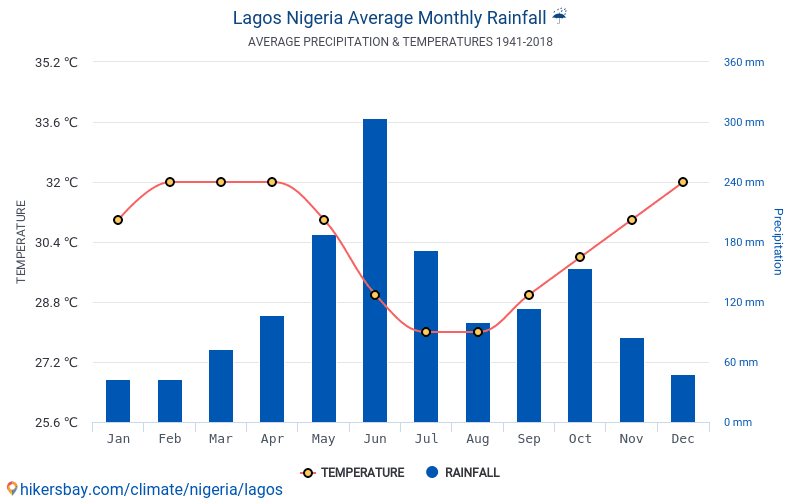 Lagos Nigeria Average Monthly Rainfall ☔
AVERAGE PRECIPITATION & TEMPERATURES 1941-2018
35.2 °C 360 mm
33.6 °C 300 mm
32 °C 240 mm
30.4 °C 180 mm
28.8 °C 120 mm
27.2 °C 60 mm
25.6 °C 0 mm
TEMPERATURE
Precipitation
Jan Feb Mar Apr May Jun Jul Aug Sep Oct Nov Dec
TEMPERATURE RAINFALL
hikersbay.com/climate/nigeria/lagos